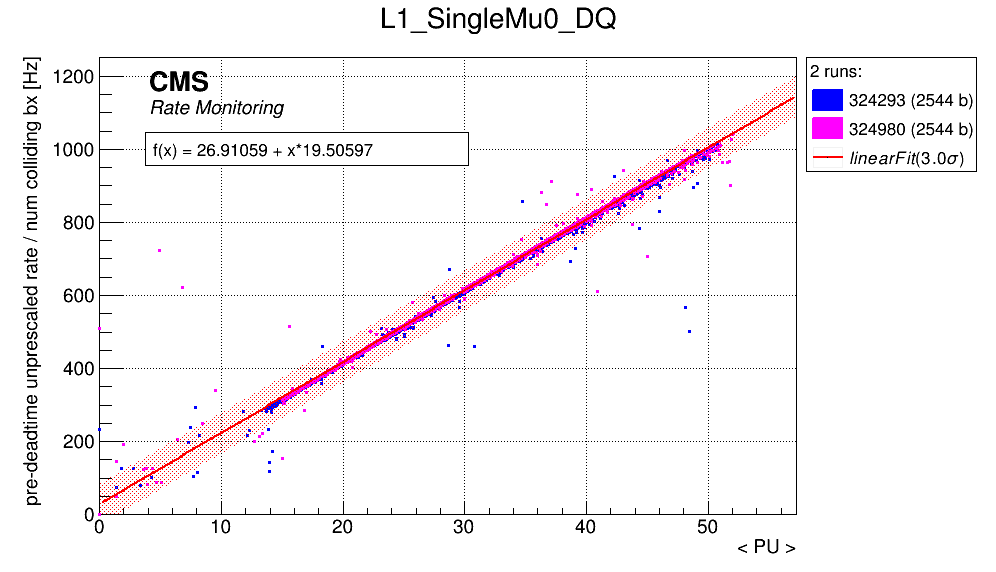 L1_SingleMu0_DQ
pre-deadtime unprescaled rate / num colliding bx [Hz]
1200
1000
800
600
400
200
0
CMS
Rate Monitoring
f(x) = 26.91059 + x*19.50597
0 10 20 30 40 50
< PU >
2 runs:
324293 (2544 b)
324980 (2544 b)
linearFit(3.0σ)